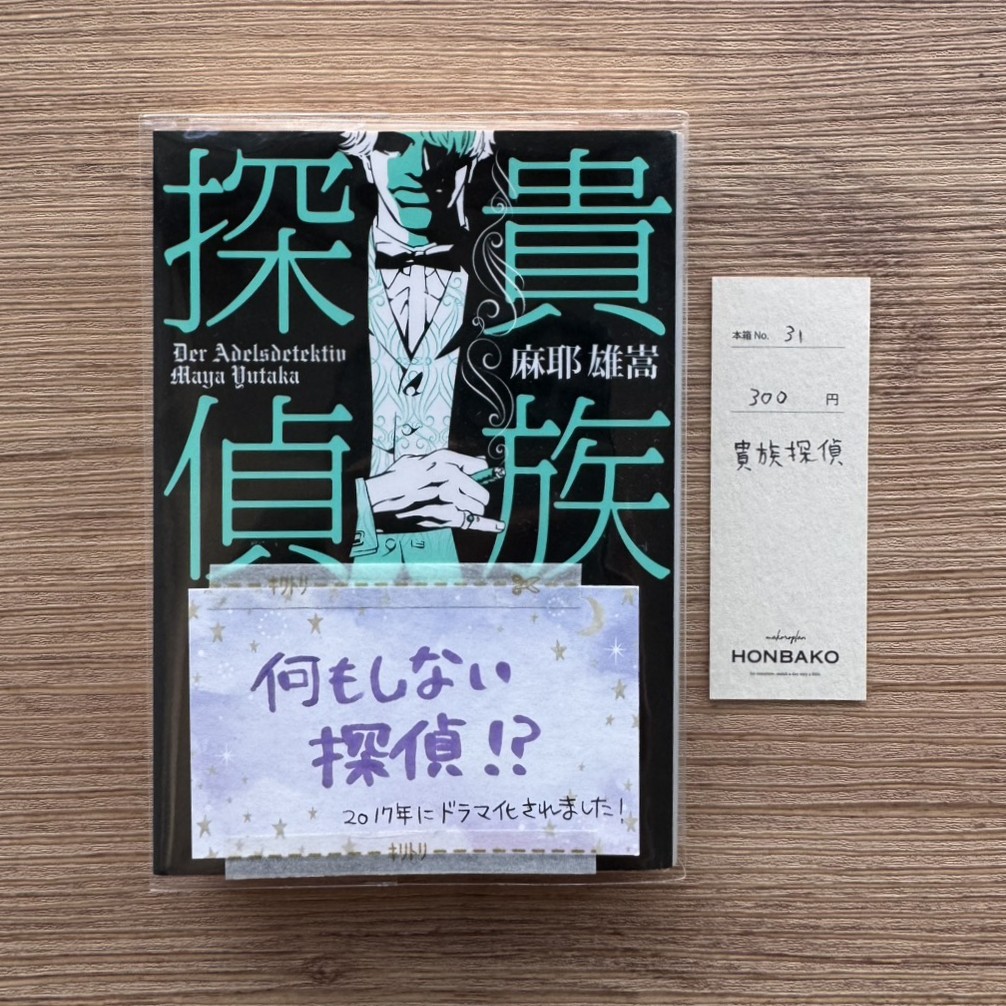 貴族
探偵
Der Adelsdetektiv
Maya Yutaka
麻耶 雄嵩
キリトリ
何もしない
探偵!?
2017年にドラマ化されました!
キリトリ
本箱 No. 31
300 円
貴族探偵
HONBAKO